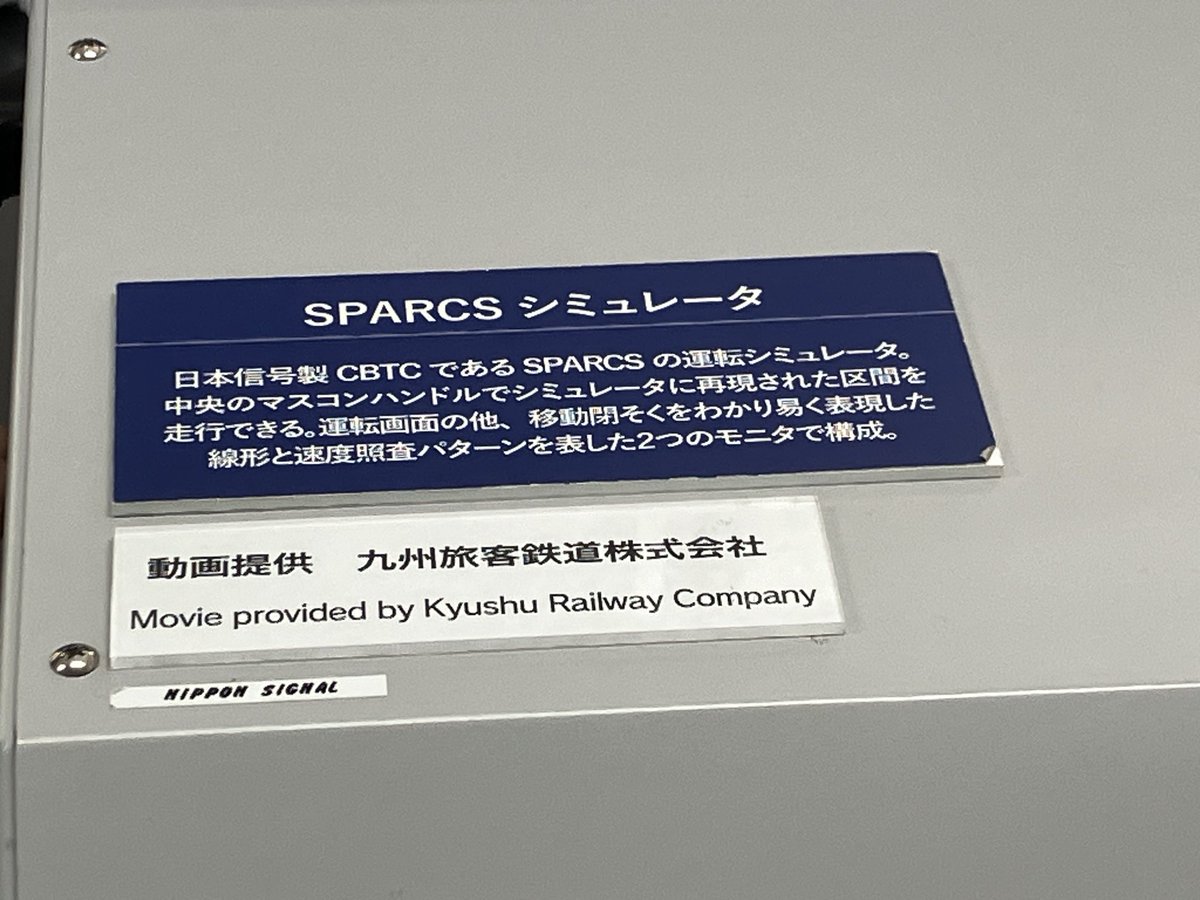 SPARCS シミュレータ
日本信号製 CBTC である SPARCS の運転シミュレータ。
中央のマスコンハンドルでシミュレータに再現された区間を
走行できる。運転画面の他、移動閉そくをわかり易く表現した
線形と速度照査パターンを表した2つのモニタで構成。
動画提供　九州旅客鉄道株式会社
Movie provided by Kyushu Railway Company
NIPPON SIGNAL